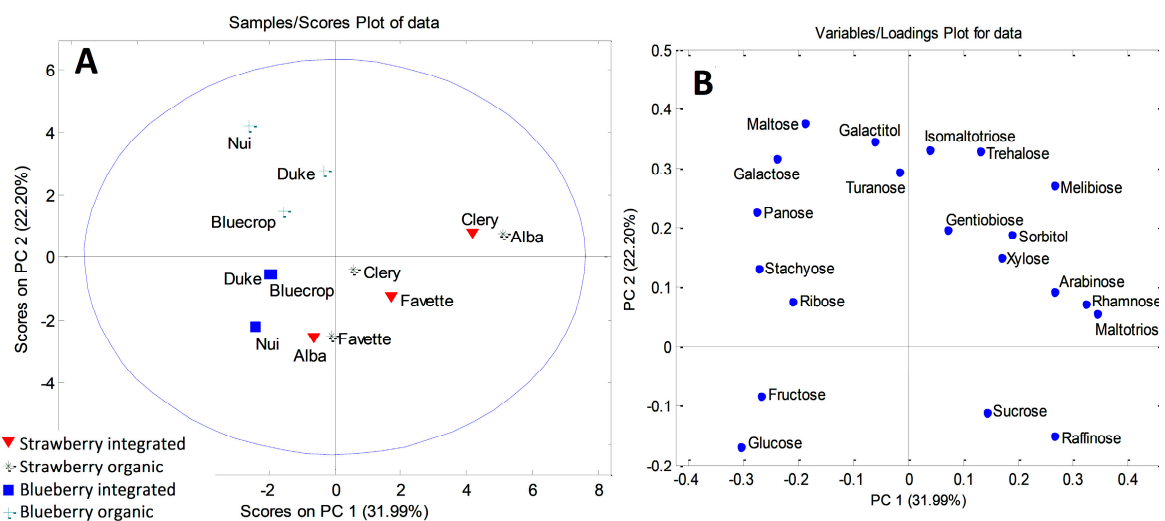 Samples/Scores Plot of data
A
Scores on PC 2 (22.20%)
6
4
2
0
-2
-4
Nui
Duke
Bluecrop
Clery
Alba
Clery
Duke
Bluecrop
Favette
Nui
Alba
Favette
-2
0
2
4
6
8
Scores on PC 1 (31.99%)
Strawberry integrated
Strawberry organic
Blueberry integrated
Blueberry organic
Variables/Loadings Plot for data
B
PC 2 (22.20%)
0.5
0.4
0.3
0.2
0.1
0
-0.1
-0.2
Maltose
Galactitol
Isomaltotriose
Trehalose
Galactose
Turanose
Melibiose
Panose
Gentiobiose
Sorbitol
Xylose
Stachyose
Arabinose
Ribose
Rhamnose
Maltotrios
Fructose
Sucrose
Glucose
Raffinose
-0.4
-0.3
-0.2
-0.1
0
0.1
0.2
0.3
0.4
PC 1 (31.99%)